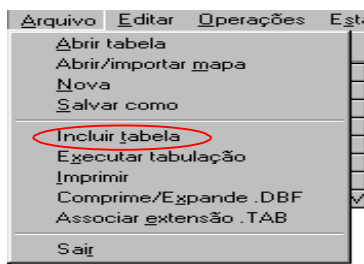 Arquivo Editar Operações Est
Abrir tabela
Abrir/importar mapa
Nova
Salvar como
Incluir tabela
Executar tabulação
Imprimir
Comprime/Expande .DBF
Associar extensão .TAB
Sair